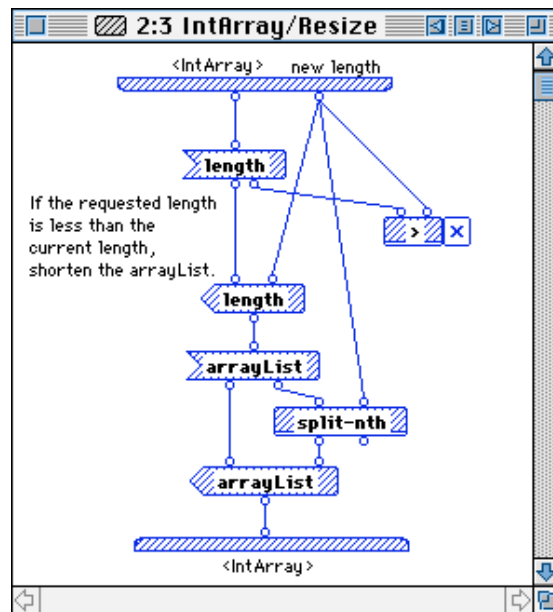 2:3 IntArray/Resize
<IntArray> new length
length
If the requested length
is less than the
current length,
shorten the arrayList.
>
length
arrayList
split-nth
arrayList
<IntArray>